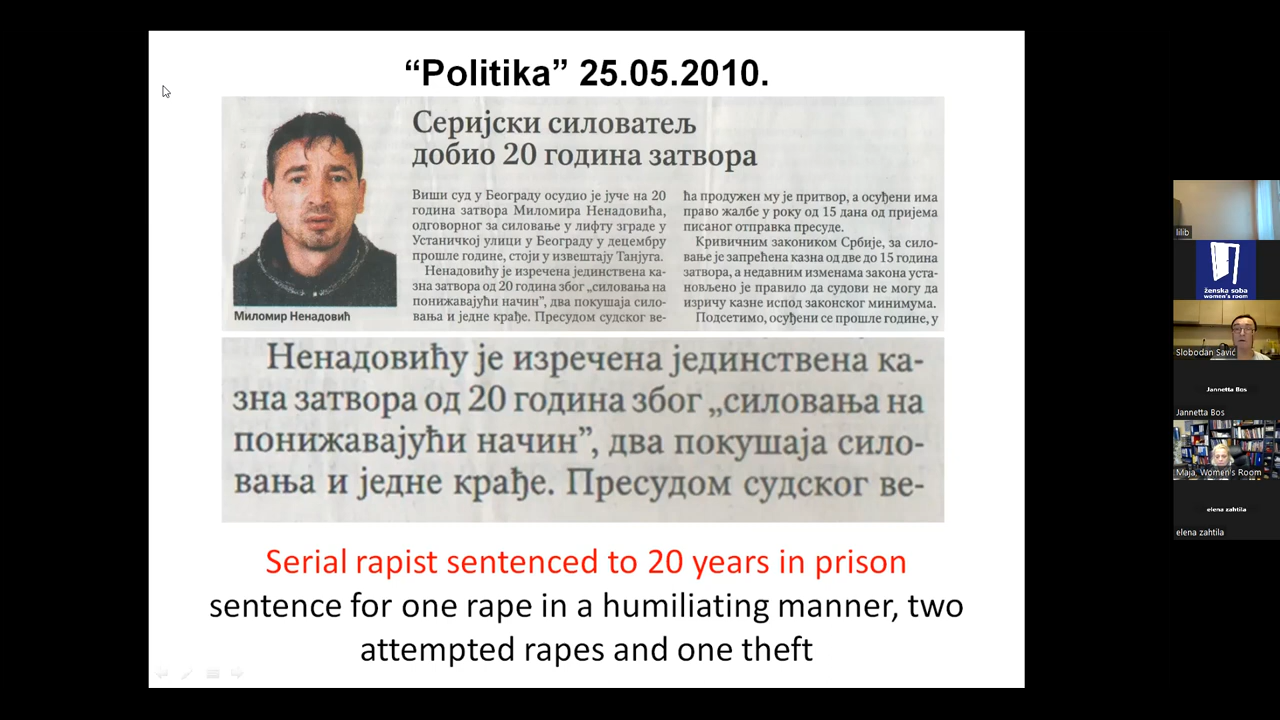 “Politika” 25.05.2010.
Серијски силоватељ
добио 20 година затвора
Виши суд у Београду осудио је јуче на 20
година затвора Миломира Ненадовића,
одговорног за силовање у лифту зграде у
Устаничкој улици у Београду у децембру
прошле године, стоји у извештају Танјуга.
Ненадовићу је изречена јединствена ка-
зна затвора од 20 година због „силовања на
понижавајући начин”, два покушаја сило-
вања и једне крађе. Пресудом судског ве-
ћа продужен му је притвор, а осуђени има
право жалбе у року од 15 дана од пријема
писаног отправка пресуде.
Кривичним закоником Србије, за сило-
вање је запрећена казна од две до 15 година
затвора, а недавним изменама закона уста-
новљено је правило да судови не могу да
изричу казне испод законског минимума.
Подсетимо, осуђени се прошле године, у
Миломир Ненадовић
Ненадовићу је изречена јединствена ка-
зна затвора од 20 година због „силовања на
понижавајући начин”, два покушаја сило-
вања и једне крађе. Пресудом судског ве-
Serial rapist sentenced to 20 years in prison
sentence for one rape in a humiliating manner, two
attempted rapes and one theft
lilib
ženska soba
women's room
Slobodan Savić
Jannetta Bos
Jannetta Bos
Maja, Women's Room
elena zahtila
elena zahtila